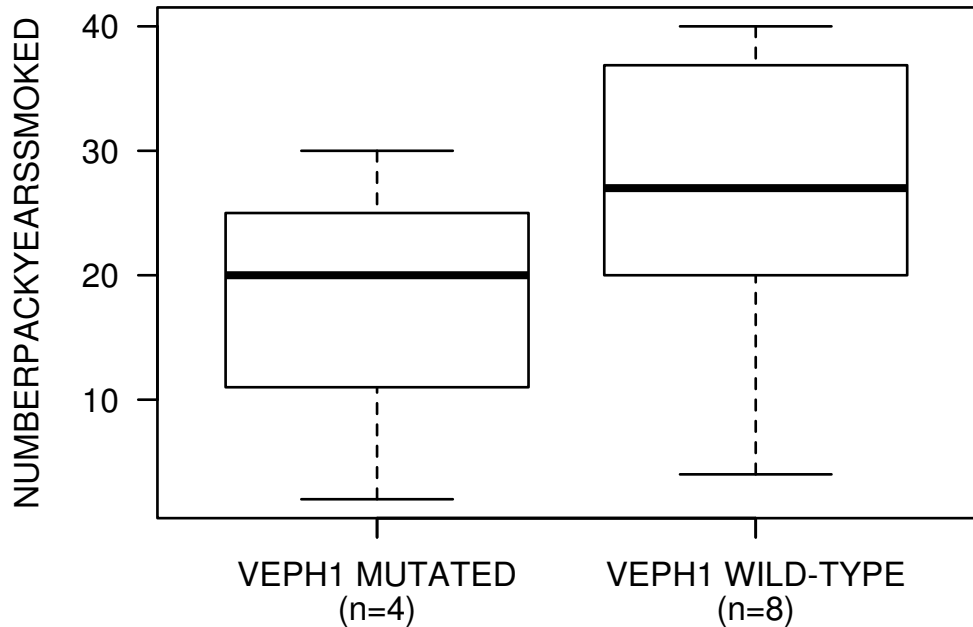 NUMBERPACKYEARSSMOKED
40
30
20
10
VEPH1 MUTATED
(n=4)
VEPH1 WILD-TYPE
(n=8)